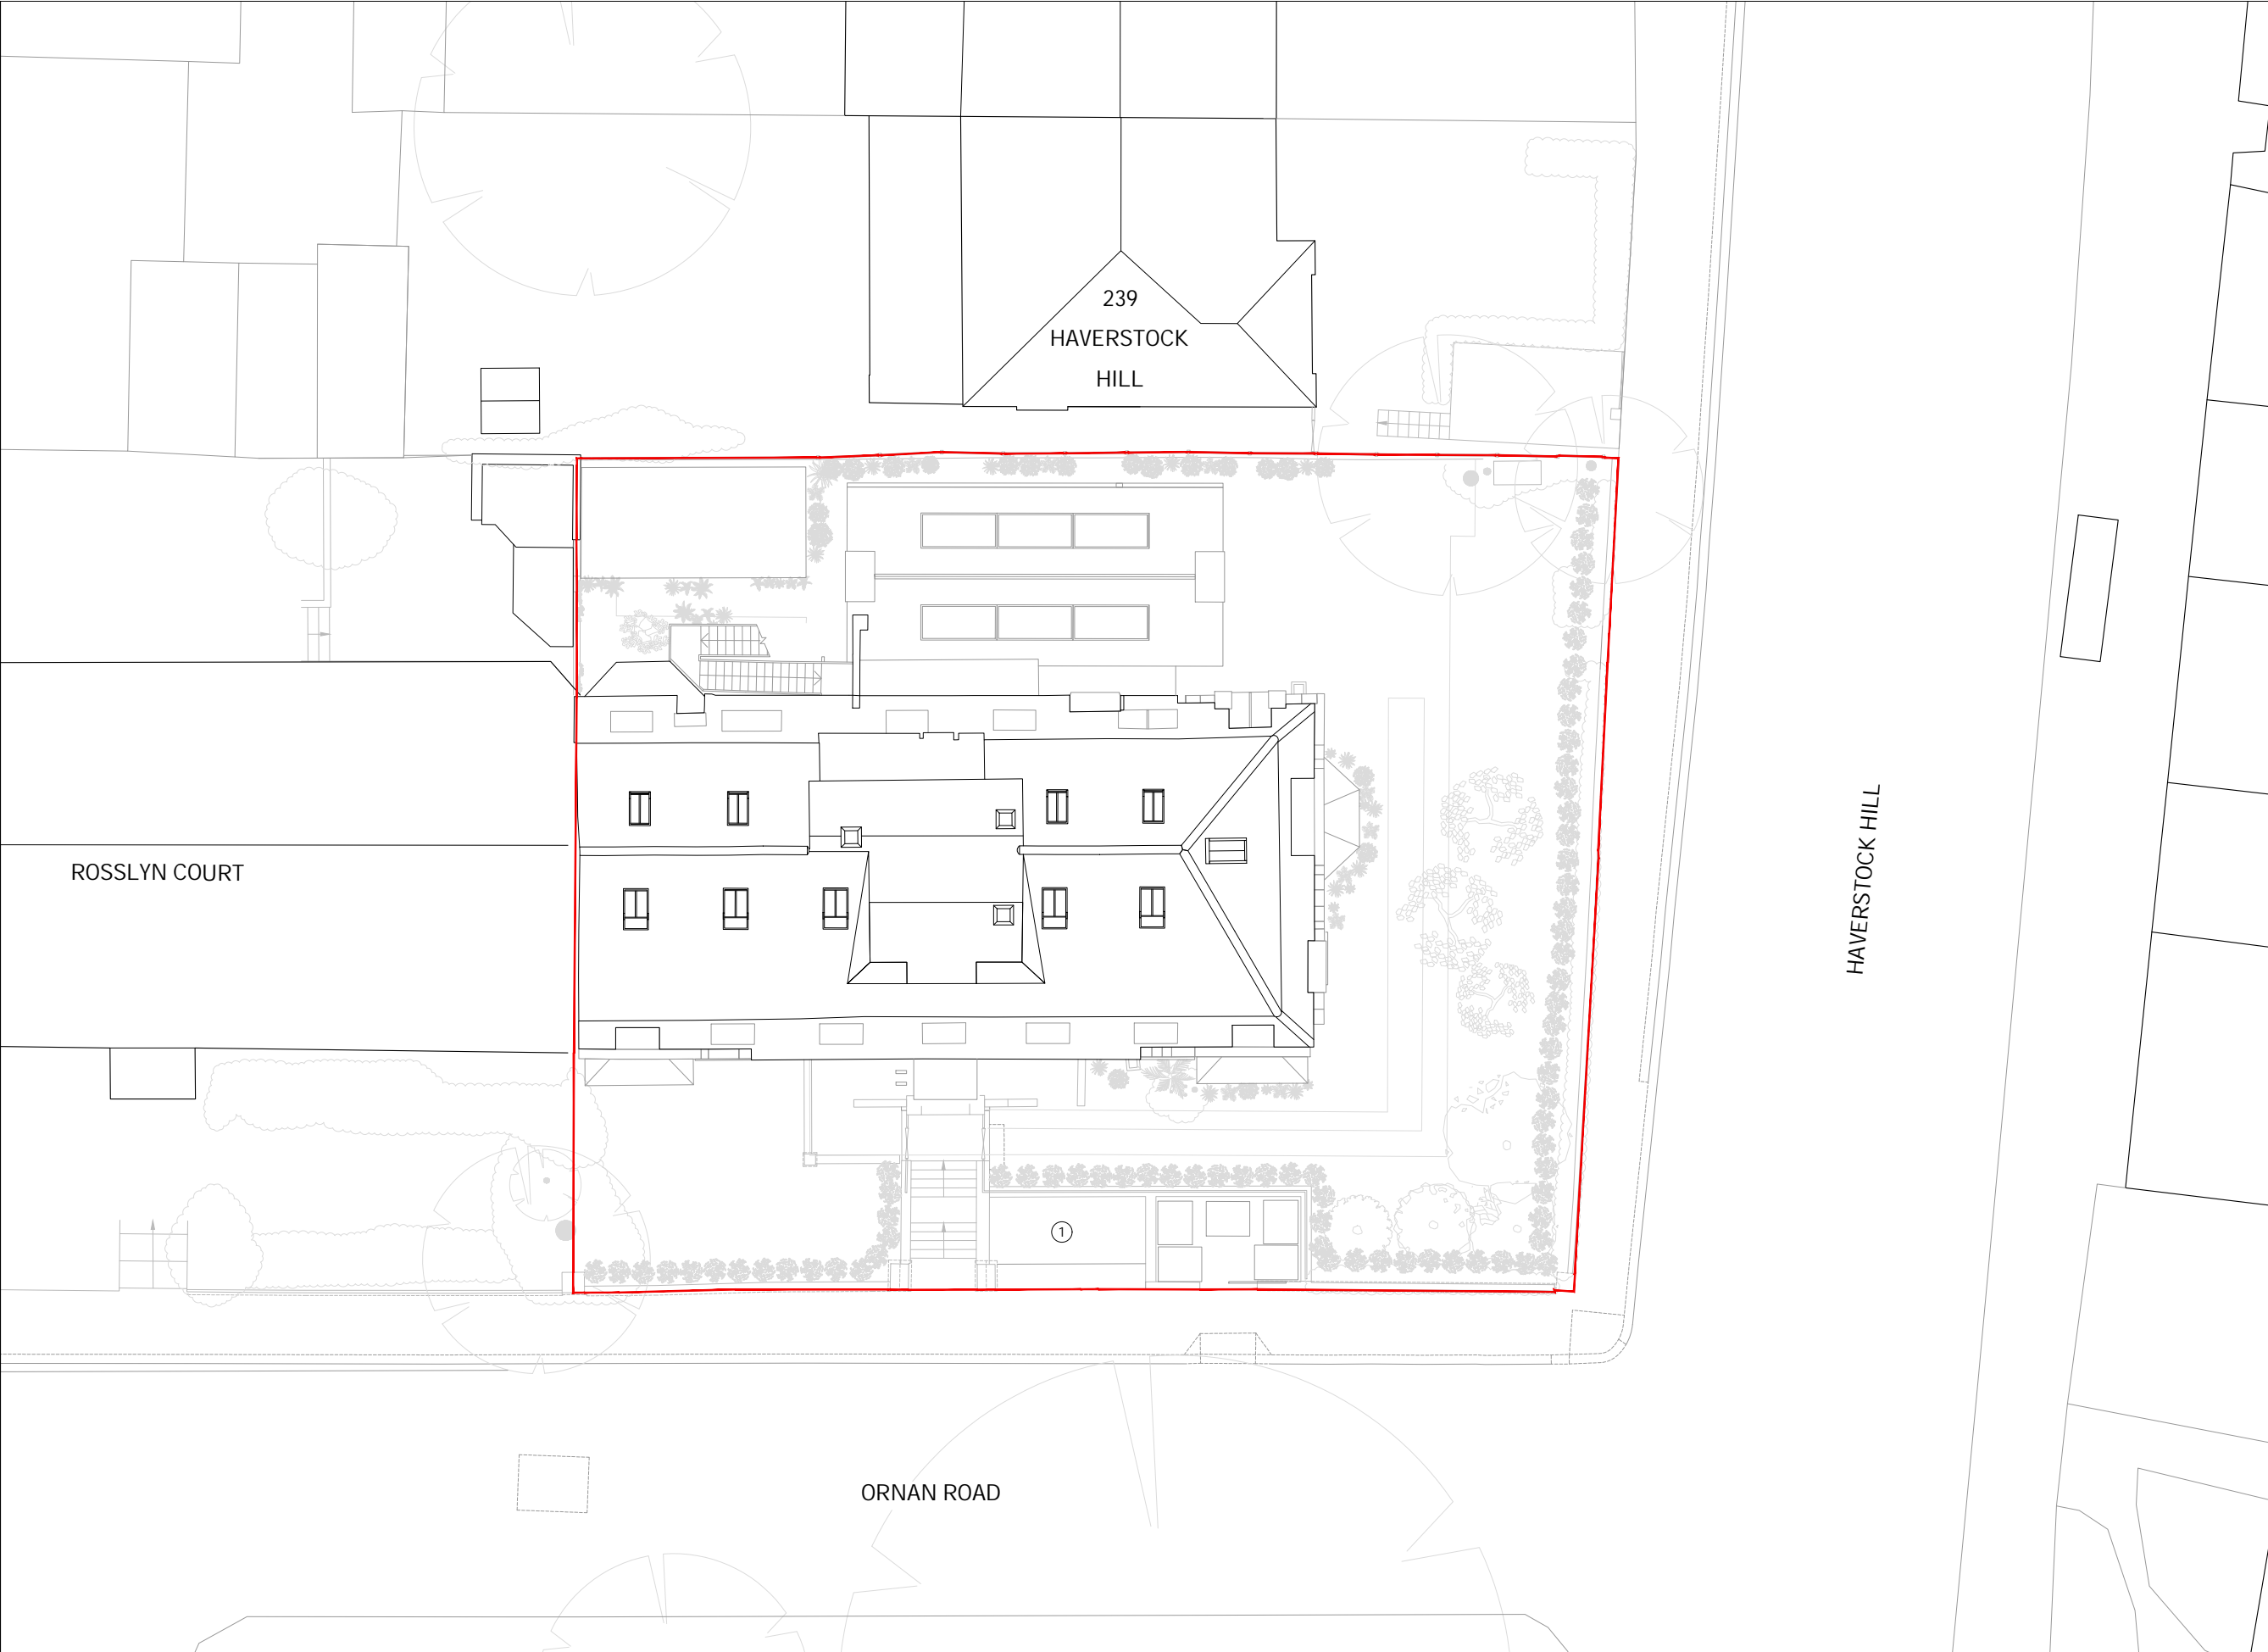 239
HAVERSTOCK
HILL
ROSSLYN COURT
HAVERSTOCK HILL
1
ORNAN ROAD